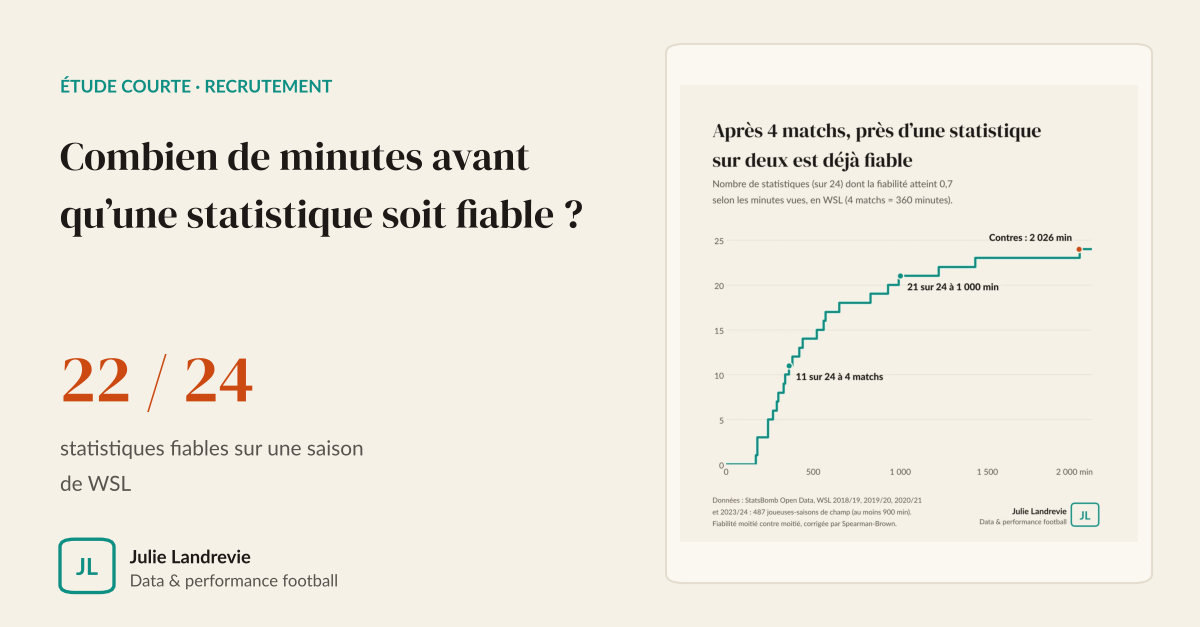 ÉTUDE COURTE · RECRUTEMENT
Combien de minutes avant
qu’une statistique soit fiable ?
22 / 24
statistiques fiables sur une saison
de WSL
JL
Julie Landrevie
Data & performance football
Après 4 matchs, près d’une statistique
sur deux est déjà fiable
Nombre de statistiques (sur 24) dont la fiabilité atteint 0,7
selon les minutes vues, en WSL (4 matchs = 360 minutes).
25
20
15
10
5
0
Contres : 2 026 min
21 sur 24 à 1 000 min
11 sur 24 à 4 matchs
0 500 1 000 1 500 2 000 min
Données : StatsBomb Open Data, WSL 2018/19, 2019/20, 2020/21
et 2023/24 : 487 joueuses-saisons de champ (au moins 900 min).
Fiabilité moitié contre moitié, corrigée par Spearman-Brown.
Julie Landrevie
Data & performance football
JL